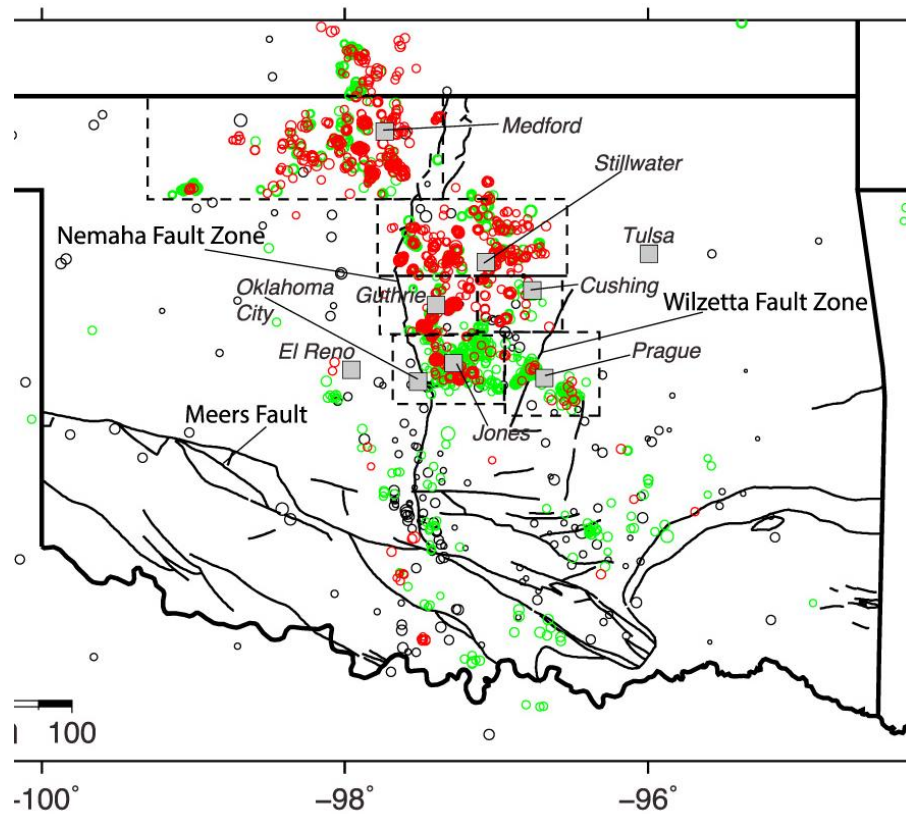 Medford
Stillwater
Nemaha Fault Zone
Tulsa
Oklahoma
City
Guthrie
Cushing
Wilzetta Fault Zone
El Reno
Prague
Meers Fault
Jones
100
-100°
-98°
-96°